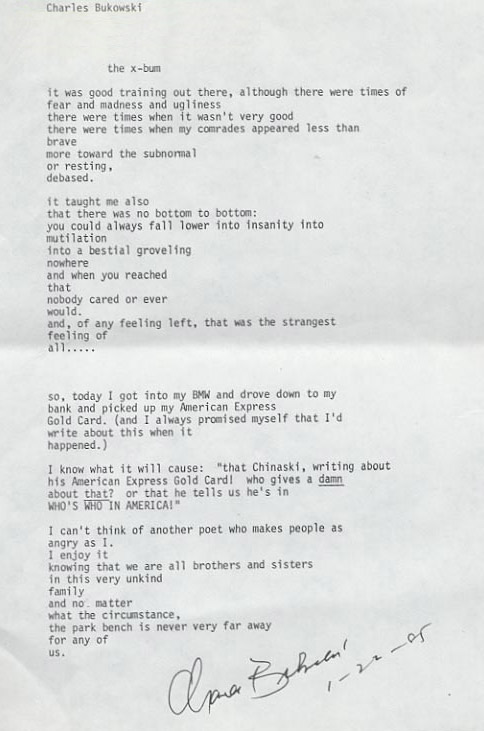 Charles Bukowski
the x-bum
it was good training out there, although there were times of
fear and madness and ugliness
there were times when it wasn't very good
there were times when my comrades appeared less than
brave
more toward the subnormal
or resting,
debased.
it taught me also
that there was no bottom to bottom:
you could always fall lower into insanity into
mutilation
into a bestial groveling
nowhere
and when you reached
that
nobody cared or ever
would.
and, of any feeling left, that was the strangest
feeling of
all.....
so, today I got into my BMW and drove down to my
bank and picked up my American Express
Gold Card. (and I always promised myself that I'd
write about this when it
happened.)
I know what it will cause:  "that Chinaski, writing about
his American Express Gold Card!  who gives a damn
about that?  or that he tells us he's in
WHO'S WHO IN AMERICA!"
I can't think of another poet who makes people as
angry as I.
I enjoy it
knowing that we are all brothers and sisters
in this very unkind
family
and no matter
what the circumstance,
the park bench is never very far away
for any of
us.
Charles Bukowski
1-22-85